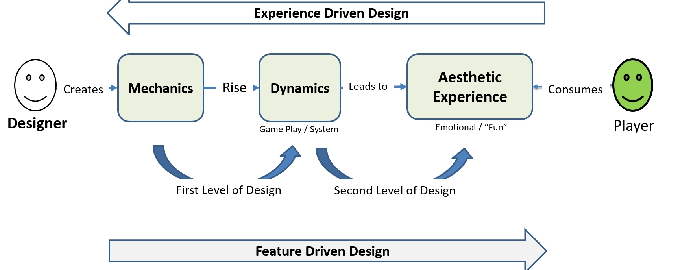 Experience Driven Design
Designer
Creates
Mechanics
Rise
Dynamics
Game Play / System
Leads to
Aesthetic
Experience
Emotional / "Fun"
Consumes
Player
First Level of Design
Second Level of Design
Feature Driven Design